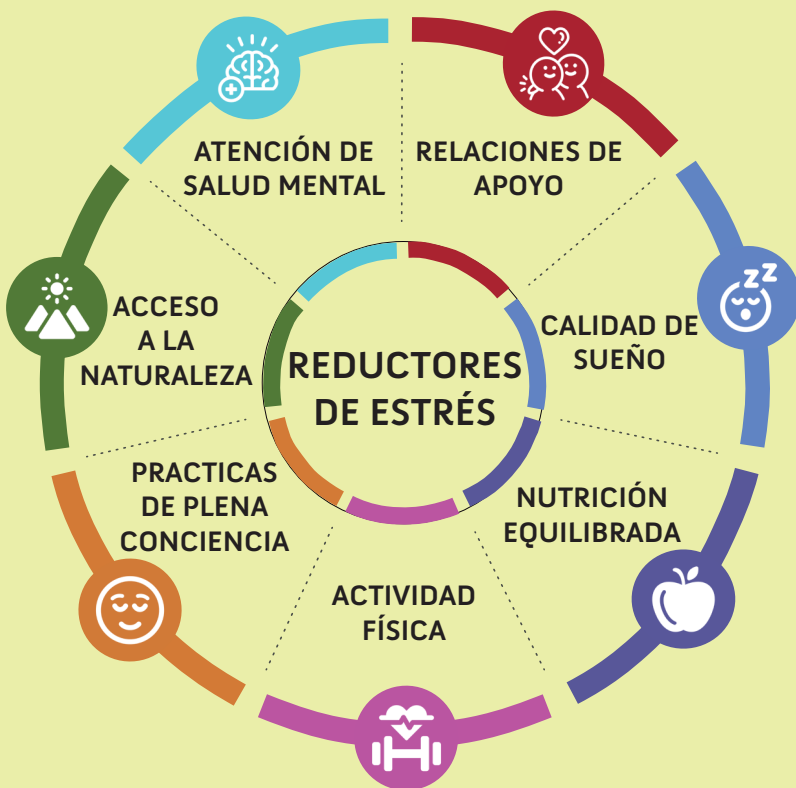 REDUCTORES
DE ESTRÉS
ATENCIÓN DE
SALUD MENTAL
RELACIONES DE
APOYO
CALIDAD DE
SUEÑO
NUTRICIÓN
EQUILIBRADA
ACTIVIDAD
FÍSICA
PRACTICAS
DE PLENA
CONCIENCIA
ACCESO
A LA
NATURALEZA
zzz